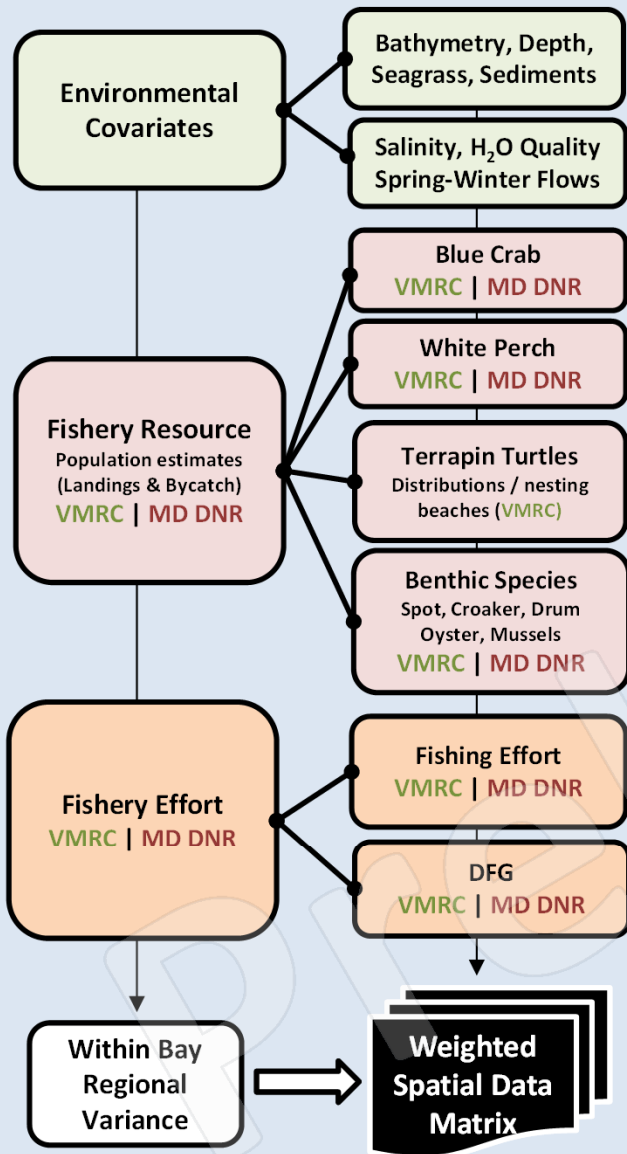 Environmental
Covariates
Bathymetry, Depth,
Seagrass, Sediments
Salinity, H₂O Quality
Spring-Winter Flows
Fishery Resource
Population estimates
(Landings & Bycatch)
VMRC | MD DNR
Blue Crab
VMRC | MD DNR
White Perch
VMRC | MD DNR
Terrapin Turtles
Distributions / nesting
beaches (VMRC)
Benthic Species
Spot, Croaker, Drum
Oyster, Mussels
VMRC | MD DNR
Fishery Effort
VMRC | MD DNR
Fishing Effort
VMRC | MD DNR
DFG
VMRC | MD DNR
Within Bay
Regional
Variance
Weighted
Spatial Data
Matrix
Prel